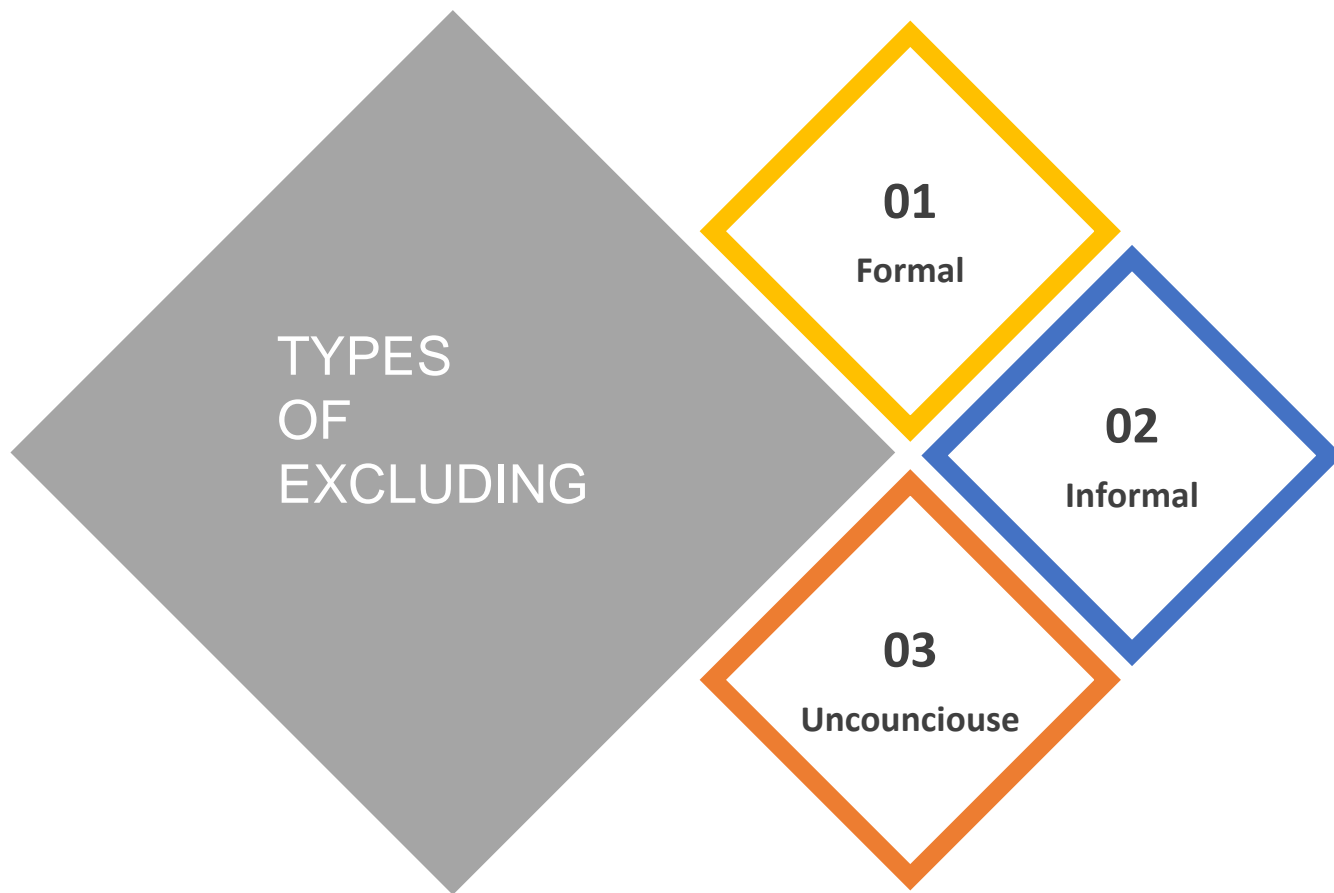 TYPES
OF
EXCLUDING
01
Formal
02
Informal
03
Uncounciouse